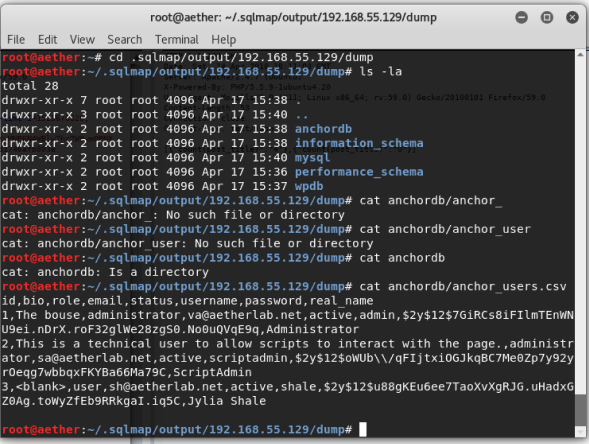 root@aether: ~/.sqlmap/output/192.168.55.129/dump
File Edit View Search Terminal Help
root@aether:~# cd .sqlmap/output/192.168.55.129/dump
root@aether:~/.sqlmap/output/192.168.55.129/dump# ls -la
total 28
drwxr-xr-x 7 root root 4096 Apr 17 15:38 .
drwxr-xr-x 3 root root 4096 Apr 17 15:40 ..
drwxr-xr-x 2 root root 4096 Apr 17 15:38 anchordb
drwxr-xr-x 2 root root 4096 Apr 17 15:38 information_schema
drwxr-xr-x 2 root root 4096 Apr 17 15:40 mysql
drwxr-xr-x 2 root root 4096 Apr 17 15:36 performance_schema
drwxr-xr-x 2 root root 4096 Apr 17 15:37 wpdb
root@aether:~/.sqlmap/output/192.168.55.129/dump# cat anchordb/anchor_
cat: anchordb/anchor_: No such file or directory
root@aether:~/.sqlmap/output/192.168.55.129/dump# cat anchordb/anchor_user
cat: anchordb/anchor_user: No such file or directory
root@aether:~/.sqlmap/output/192.168.55.129/dump# cat anchordb
cat: anchordb: Is a directory
root@aether:~/.sqlmap/output/192.168.55.129/dump# cat anchordb/anchor_users.csv
id,bio,role,email,status,username,password,real_name
1,The bouse,administrator,va@aetherlab.net,active,admin,$2y$12$7GiRCs8iFIlmTEnWN
U9ei.nDrX.roF32glWe28zgS0.No0uQVqE9q,Administrator
2,This is a technical user to allow scripts to interact with the page.,administr
ator,sa@aetherlab.net,active,scriptadmin,$2y$12$oWUb\\/qFIjtxiOGJkqBC7Me0Zp7y92y
rOeqg7wbbqxFKYBa66Ma79C,ScriptAdmin
3,<blank>,user,sh@aetherlab.net,active,shale,$2y$12$u88gKEu6ee7TaoXvXgRJG.uHadxG
Z0Ag.toWyZfEb9RRkgaI.iq5C,Jylia Shale
root@aether:~/.sqlmap/output/192.168.55.129/dump#